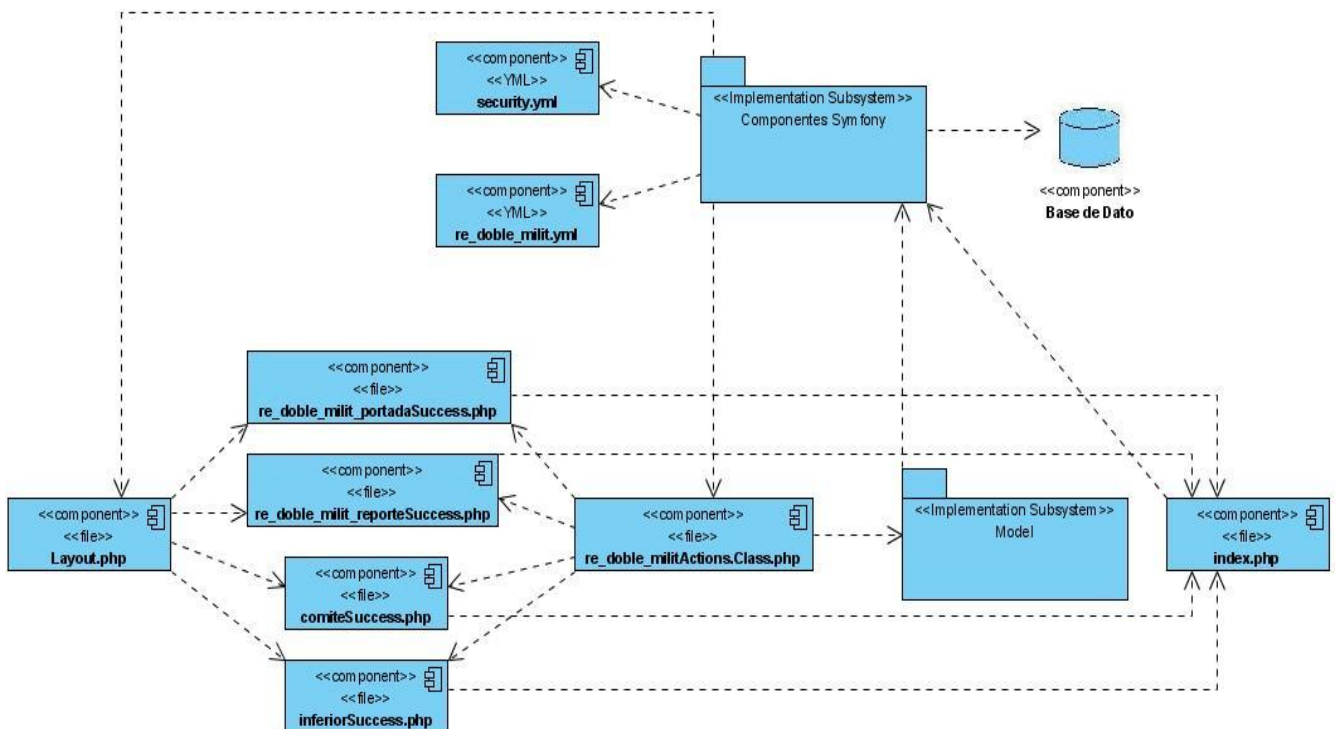 <<component>>
<<YML>>
security.yml
<<Implementation Subsystem>>
Componentes Symfony
<<component>>
Base de Dato
<<component>>
<<YML>>
re_doble_milit.yml
<<component>>
<<file>>
re_doble_milit_portadaSuccess.php
<<component>>
<<file>>
re_doble_milit_reporteSuccess.php
<<component>>
<<file>>
Layout.php
<<component>>
<<file>>
re_doble_militActions.Class.php
<<Implementation Subsystem>>
Model
<<component>>
<<file>>
index.php
<<component>>
<<file>>
comiteSuccess.php
<<component>>
<<file>>
inferiorSuccess.php